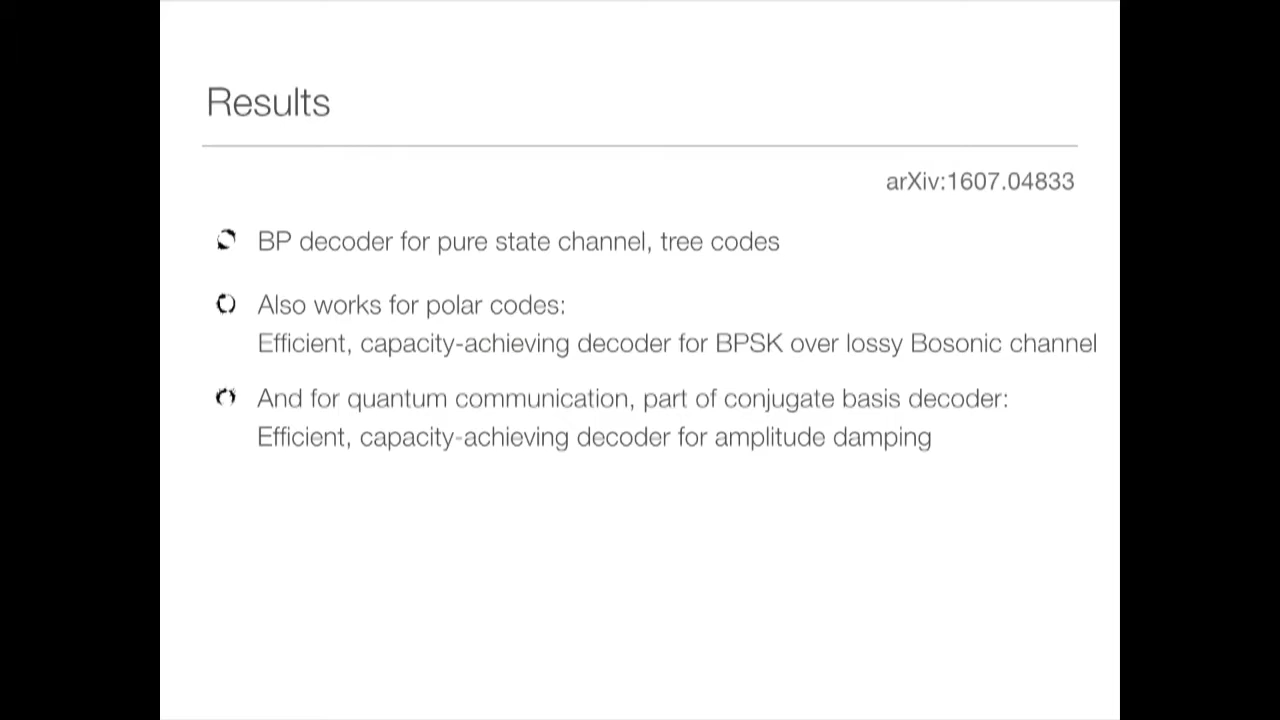 Results
arXiv:1607.04833
BP decoder for pure state channel, tree codes
Also works for polar codes:
Efficient, capacity-achieving decoder for BPSK over lossy Bosonic channel
And for quantum communication, part of conjugate basis decoder:
Efficient, capacity-achieving decoder for amplitude damping